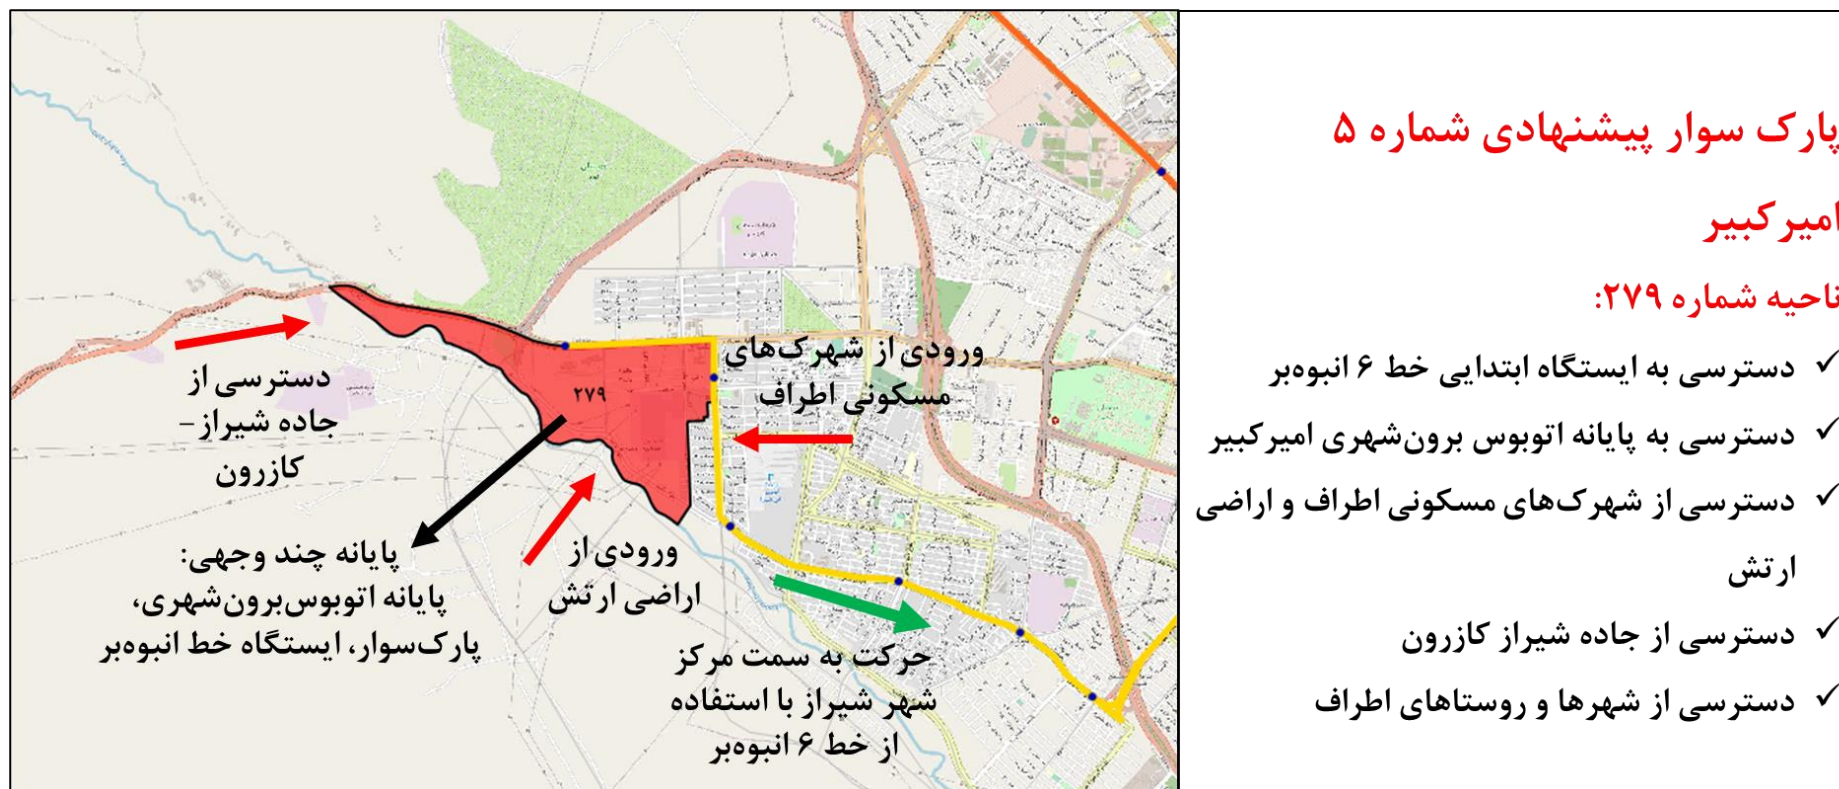 پارک سوار پیشنهادی شماره ۵
امیرکبیر
ناحیه شماره ۲۷۹:
✓ دسترسی به ایستگاه ابتدایی خط ۶ انبوه‌بر
✓ دسترسی به پایانه اتوبوس برون‌شهری امیرکبیر
✓ دسترسی از شهرک‌های مسکونی اطراف و اراضی
ارتش
✓ دسترسی از جاده شیراز کازرون
✓ دسترسی از شهرها و روستاهای اطراف
ورودی از شهرک‌های
مسکونی اطراف
۲۷۹
دسترسی از
جاده شیراز –
کازرون
ورودی از
اراضی ارتش
پایانه چند وجهی:
پایانه اتوبوس‌برون‌شهری،
پارک‌سوار، ایستگاه خط انبوه‌بر
حرکت به سمت مرکز
شهر شیراز با استفاده
از خط ۶ انبوه‌بر